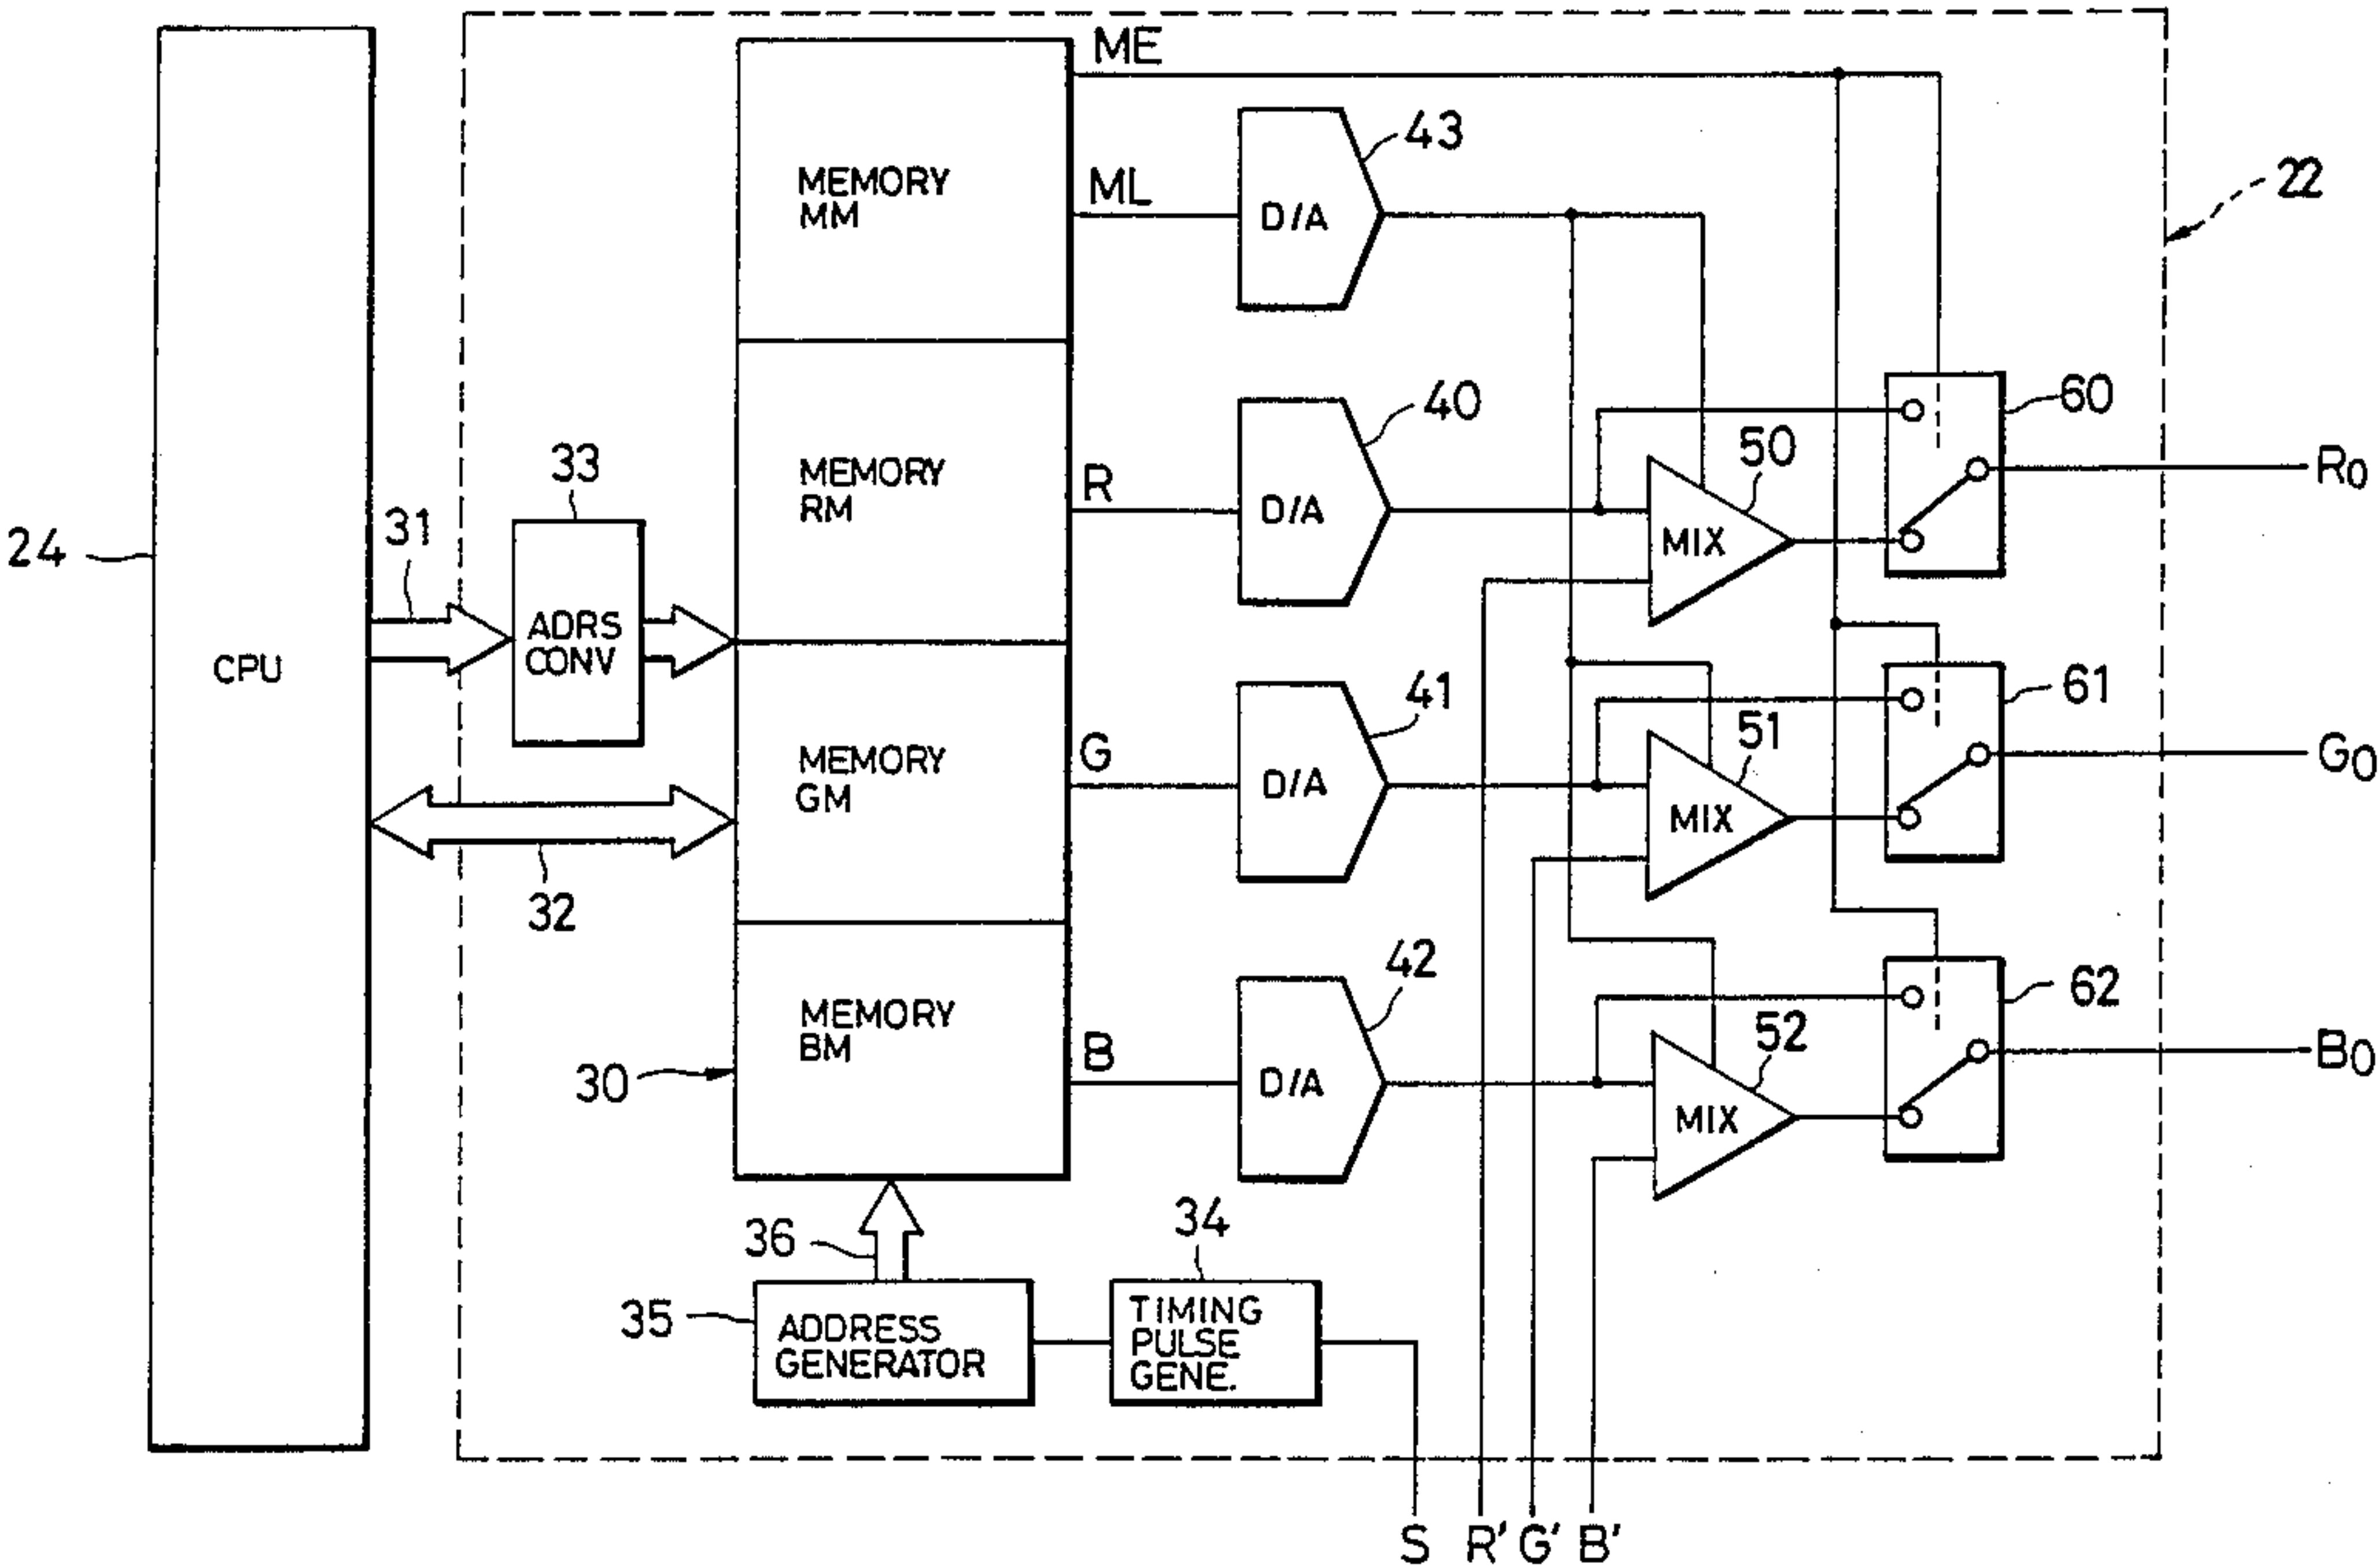 ME
43
MEMORY
MM
ML
D/A
22
24
CPU
31
33
ADRS
CONV
MEMORY
RM
R
D/A
40
50
MIX
60
R0
32
MEMORY
GM
G
D/A
41
51
MIX
61
G0
30
MEMORY
BM
B
D/A
42
52
MIX
62
B0
36
34
35
ADDRESS
GENERATOR
TIMING
PULSE
GENE.
S R' G' B'